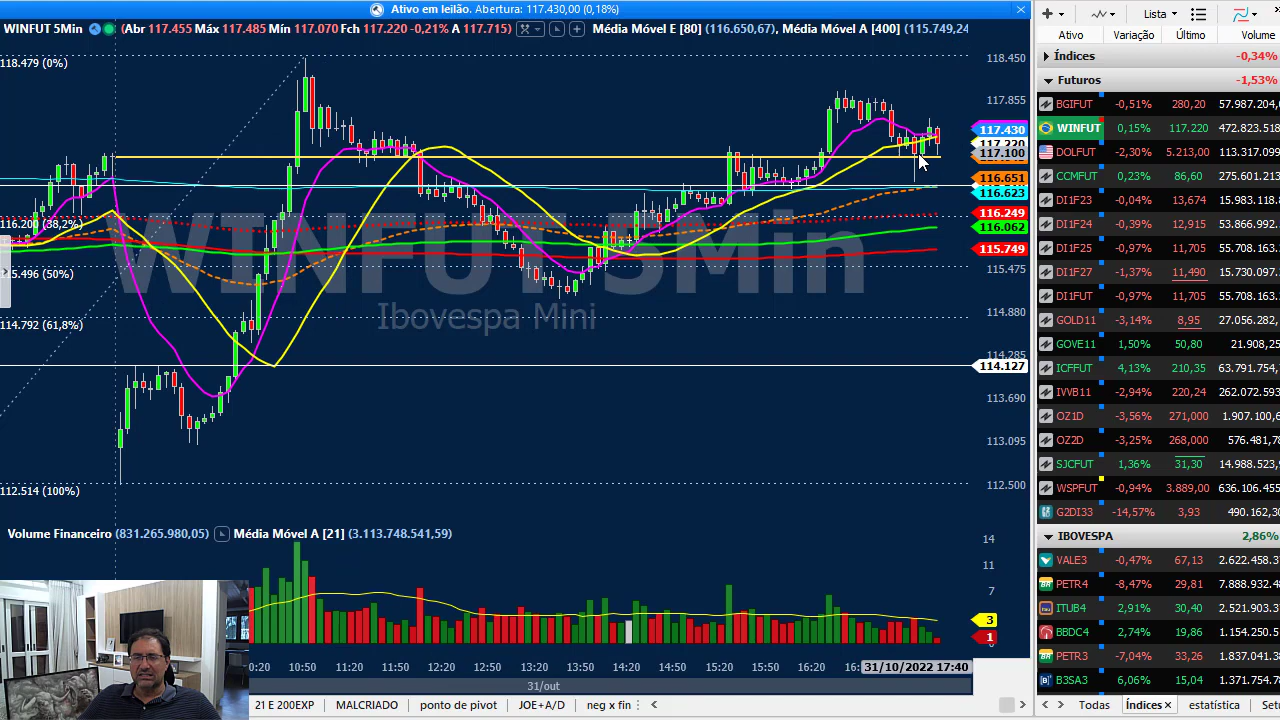 Ativo em leilão. Abertura: 117.430,00 (0,18%)
WINFUT 5Min (Abr 117.455 Máx 117.485 Mín 117.070 Fch 117.220 -0,21% A 117.715) Média Móvel E [80] (116.650,67), Média Móvel A [400] (115.749,24
118.479 (0%)
116.200 (38,2%)
115.496 (50%)
114.792 (61,8%)
112.514 (100%)
WINFUT 5Min
Ibovespa Mini
118.450
117.855
117.430
117.220
117.100
116.651
116.623
116.249
116.062
115.749
115.475
114.880
114.285
114.127
113.690
113.095
112.500
Volume Financeiro (831.265.980,05) Média Móvel A [21] (3.113.748.541,59)
14
11
7
3
1
0:20 10:50 11:20 11:50 12:20 12:50 13:20 13:50 14:20 14:50 15:20 15:50 16:20 31/10/2022 17:40
31/out
21 E 200EXP MALCRIADO ponto de pivot JOE+A/D neg x fin
Lista
Ativo Variação Último Volume
Índices -0,34%
Futuros -1,53%
BGIFUT -0,51% 280,20 57.987.204,0
WINFUT 0,15% 117.220 472.823.518
DOLFUT -2,30% 5.213,00 113.317.299
COMFUT 0,23% 86,60 275.601.213
DI1F23 -0,04 13,674 15.983.118.8
DI1F24 -0,39% 12,915 53.366.992.0
DI1F25 -0,97% 11,705 55.708.163.3
DI1F27 -1,37% 11,490 15.730.097.
DI1FUT -0,97% 11,705 55.708.163.3
GOLD11 -3,14% 8,95 27.056.282,
GOVE11 1,50% 50,80 21.908,25
ICFFUT 4,13% 210,35 63.791.754,7
IVVB11 -2,94% 220,24 262.072.593
OZ1D -3,56% 271,000 1.907.100,6
OZ2D -3,25% 268,000 576.481,78
SJCFUT 1,36% 31,30 14.988.523,9
WSPFUT -0,94% 3.889,00 636.106.455
G2DI33 -14,57% 3,93 490.162,30
IBOVESPA 2,86%
VALE3 -0,47% 67,13 2.622.458.3
PETR4 -8,47% 29,81 7.888.932.4
ITUB4 2,91% 30,40 2.521.903.3
BBDC4 2,74% 19,86 1.154.250.5
PETR3 -7,04% 33,26 1.837.041.3
B3SA3 6,06% 15,04 1.371.754.7
Todas Índices estatística Set